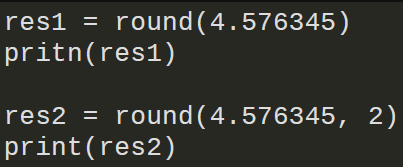 res1 = round(4.576345)
pritn(res1)
res2 = round(4.576345, 2)
print(res2)